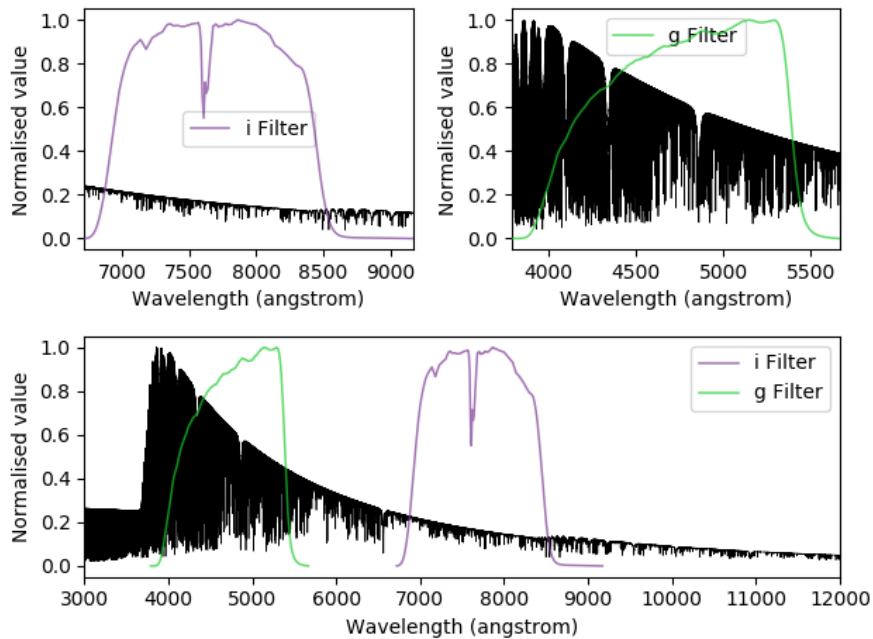 Normalised value
1.0
0.8
0.6
0.4
0.2
0.0
i Filter
7000 7500 8000 8500 9000
Wavelength (angstrom)
Normalised value
1.0
0.8
0.6
0.4
0.2
0.0
g Filter
4000 4500 5000 5500
Wavelength (angstrom)
Normalised value
1.0
0.8
0.6
0.4
0.2
0.0
i Filter
g Filter
3000 4000 5000 6000 7000 8000 9000 10000 11000 12000
Wavelength (angstrom)